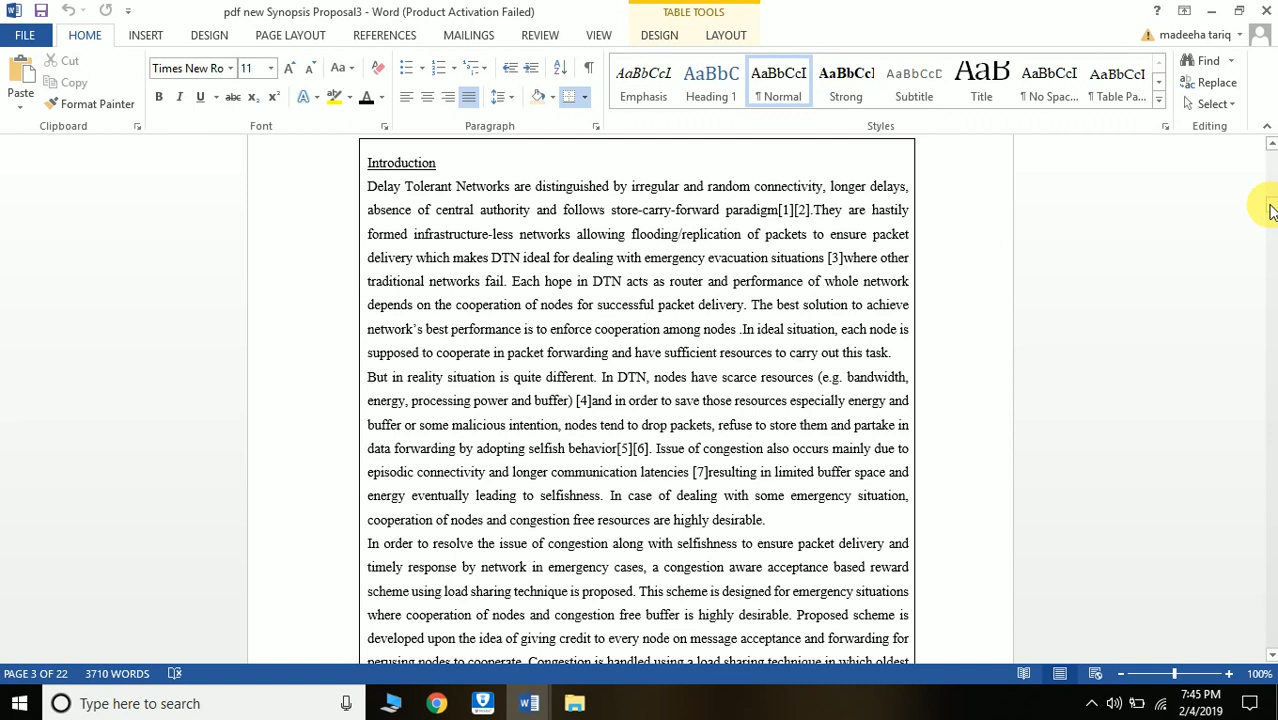 pdf new Synopsis Proposal3 - Word (Product Activation Failed)
TABLE TOOLS
FILE HOME INSERT DESIGN PAGE LAYOUT REFERENCES MAILINGS REVIEW VIEW DESIGN LAYOUT
madeeha tariq
Paste
Cut
Copy
Format Painter
Clipboard
Times New Ro 11
Font
Paragraph
AaBbCcI AaBbC AaBbCcI AaBbCcI AaBbCcD AaB AaBbCcI AaBbCcI
Emphasis Heading 1 ¶ Normal Strong Subtitle Title ¶ No Spac... ¶ Table Pa...
Styles
Find
Replace
Select
Editing
Introduction
Delay Tolerant Networks are distinguished by irregular and random connectivity, longer delays,
absence of central authority and follows store-carry-forward paradigm[1][2].They are hastily
formed infrastructure-less networks allowing flooding/replication of packets to ensure packet
delivery which makes DTN ideal for dealing with emergency evacuation situations [3]where other
traditional networks fail. Each hope in DTN acts as router and performance of whole network
depends on the cooperation of nodes for successful packet delivery. The best solution to achieve
network’s best performance is to enforce cooperation among nodes .In ideal situation, each node is
supposed to cooperate in packet forwarding and have sufficient resources to carry out this task.
But in reality situation is quite different. In DTN, nodes have scarce resources (e.g. bandwidth,
energy, processing power and buffer) [4]and in order to save those resources especially energy and
buffer or some malicious intention, nodes tend to drop packets, refuse to store them and partake in
data forwarding by adopting selfish behavior[5][6]. Issue of congestion also occurs mainly due to
episodic connectivity and longer communication latencies [7]resulting in limited buffer space and
energy eventually leading to selfishness. In case of dealing with some emergency situation,
cooperation of nodes and congestion free resources are highly desirable.
In order to resolve the issue of congestion along with selfishness to ensure packet delivery and
timely response by network in emergency cases, a congestion aware acceptance based reward
scheme using load sharing technique is proposed. This scheme is designed for emergency situations
where cooperation of nodes and congestion free buffer is highly desirable. Proposed scheme is
developed upon the idea of giving credit to every node on message acceptance and forwarding for
perusing nodes to cooperate. Congestion is handled using a load sharing technique in which oldest
PAGE 3 OF 22 3710 WORDS
100%
Type here to search
7:45 PM
2/4/2019